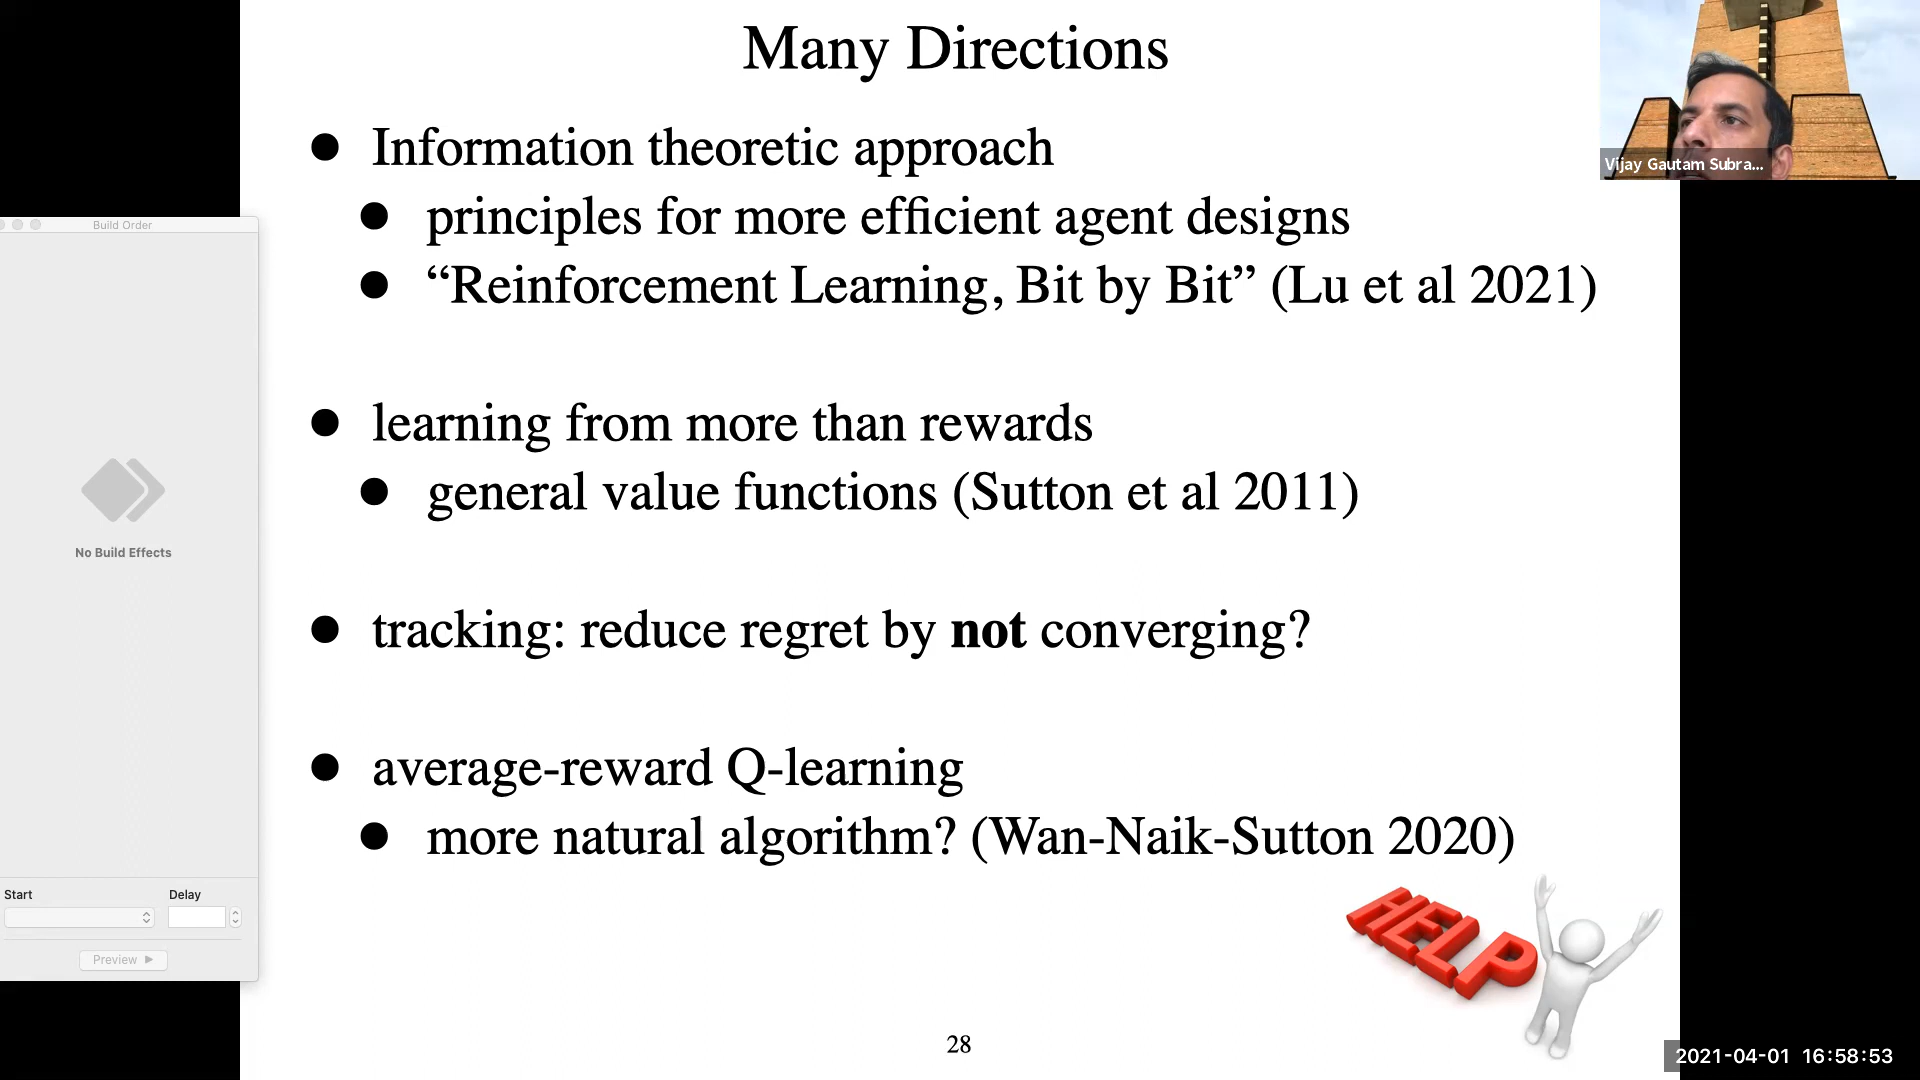 Many Directions
Information theoretic approach
principles for more efficient agent designs
“Reinforcement Learning, Bit by Bit” (Lu et al 2021)
learning from more than rewards
general value functions (Sutton et al 2011)
tracking: reduce regret by not converging?
average-reward Q-learning
more natural algorithm? (Wan-Naik-Sutton 2020)
HELP
28
Build Order
No Build Effects
Start
Delay
Preview
Vijay Gautam Subra...
2021-04-01 16:58:53